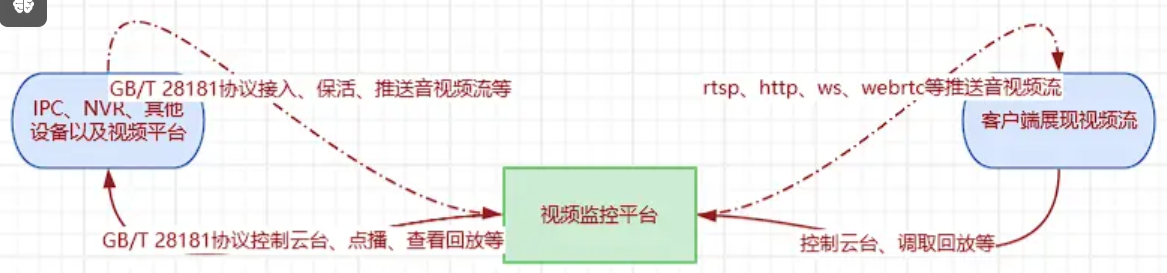 GB/T 28181协议接入、保活、推送音视频流等
rtsp、http、ws、webrtc等推送音视频流
IPC、NVR、其他
设备以及视频平台
客户端展现视频流
视频监控平台
GB/T 28181协议控制云台、点播、查看回放等
控制云台、调取回放等